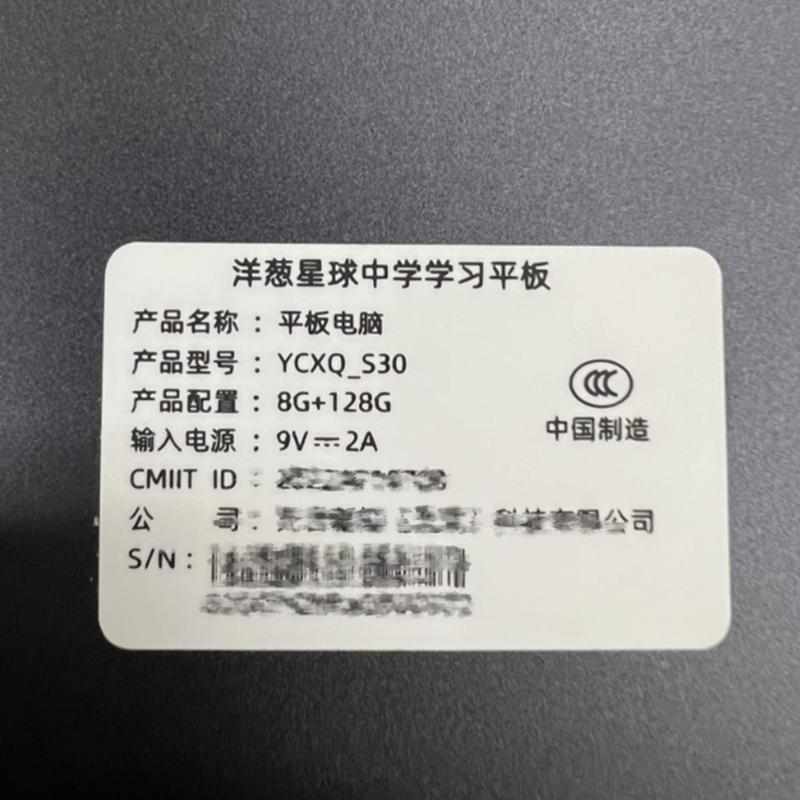 洋葱星球中学学习平板
产品名称：平板电脑
产品型号：YCXQ_S30
产品配置：8G+128G
输入电源：9V⎓2A
CMIIT ID：
公 司： 科技有限公司
S/N：
中国制造